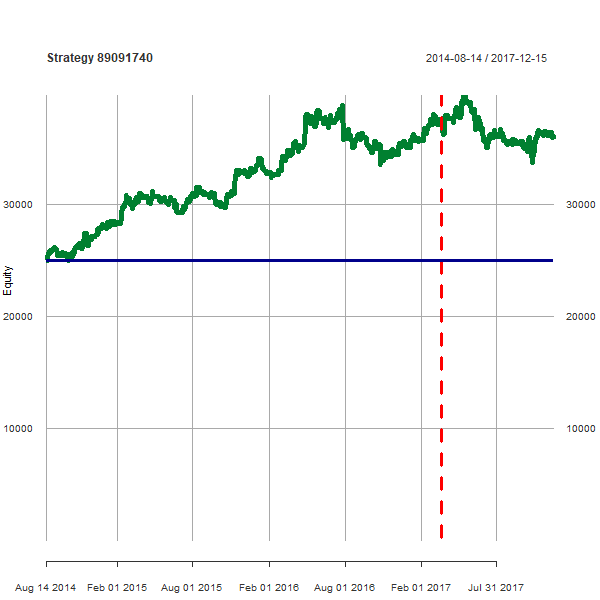 Strategy 89091740
2014-08-14 / 2017-12-15
30000
30000
Equity
20000
20000
10000
10000
Aug 14 2014
Feb 01 2015
Aug 01 2015
Feb 01 2016
Aug 01 2016
Feb 01 2017
Jul 31 2017